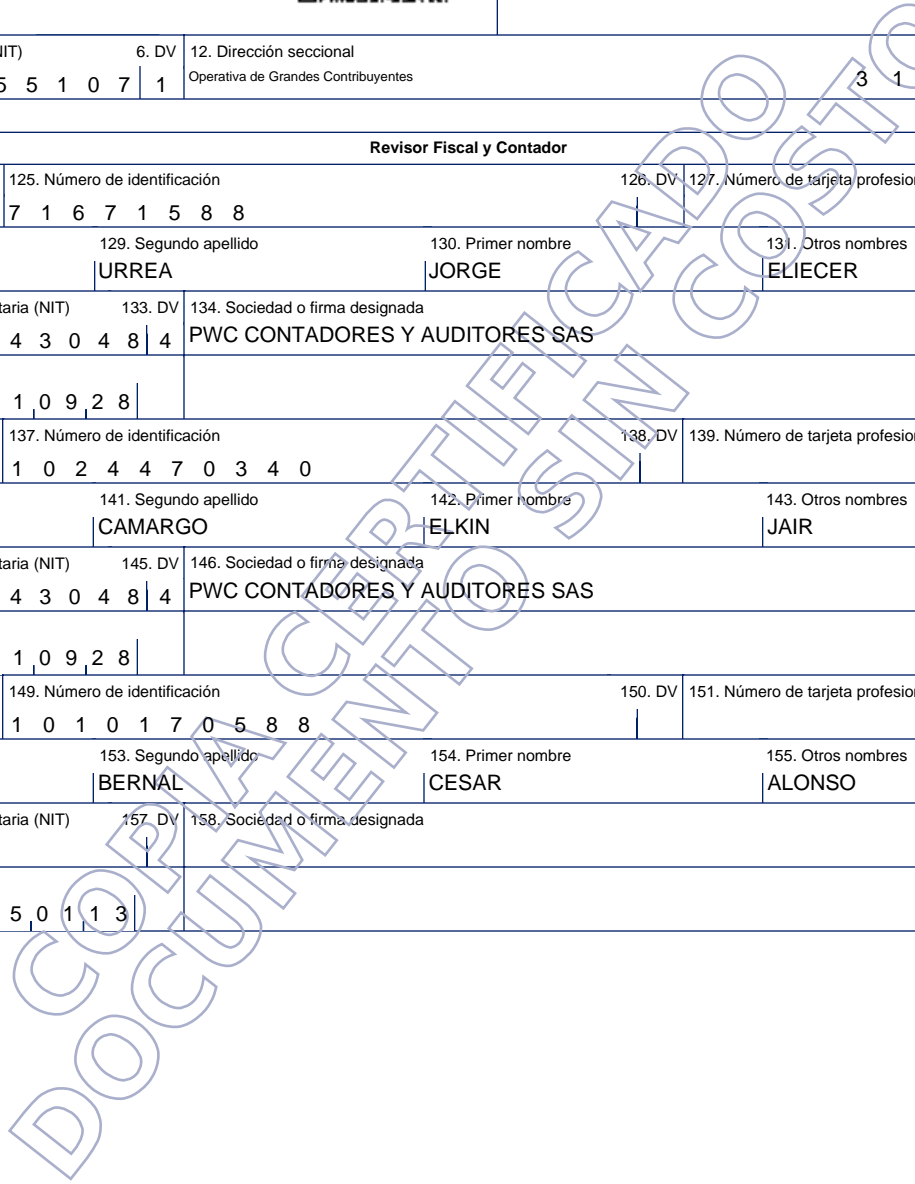 IT) 6. DV 12. Dirección seccional
5 5 1 0 7 1 Operativa de Grandes Contribuyentes 3 1
Revisor Fiscal y Contador
125. Número de identificación 126. DV 127. Número de tarjeta profesion
7 1 6 7 1 5 8 8
129. Segundo apellido 130. Primer nombre 131. Otros nombres
URREA JORGE ELIECER
taria (NIT) 133. DV 134. Sociedad o firma designada
4 3 0 4 8 4 PWC CONTADORES Y AUDITORES SAS
1 0 9 2 8
137. Número de identificación 138. DV 139. Número de tarjeta profesion
1 0 2 4 4 7 0 3 4 0
141. Segundo apellido 142. Primer nombre 143. Otros nombres
CAMARGO ELKIN JAIR
taria (NIT) 145. DV 146. Sociedad o firma designada
4 3 0 4 8 4 PWC CONTADORES Y AUDITORES SAS
1 0 9 2 8
149. Número de identificación 150. DV 151. Número de tarjeta profesion
1 0 1 0 1 7 0 5 8 8
153. Segundo apellido 154. Primer nombre 155. Otros nombres
BERNAL CESAR ALONSO
taria (NIT) 157. DV 158. Sociedad o firma designada
5 0 1 1 3
COPIA CERTIFICADO
DOCUMENTO SIN COSTO